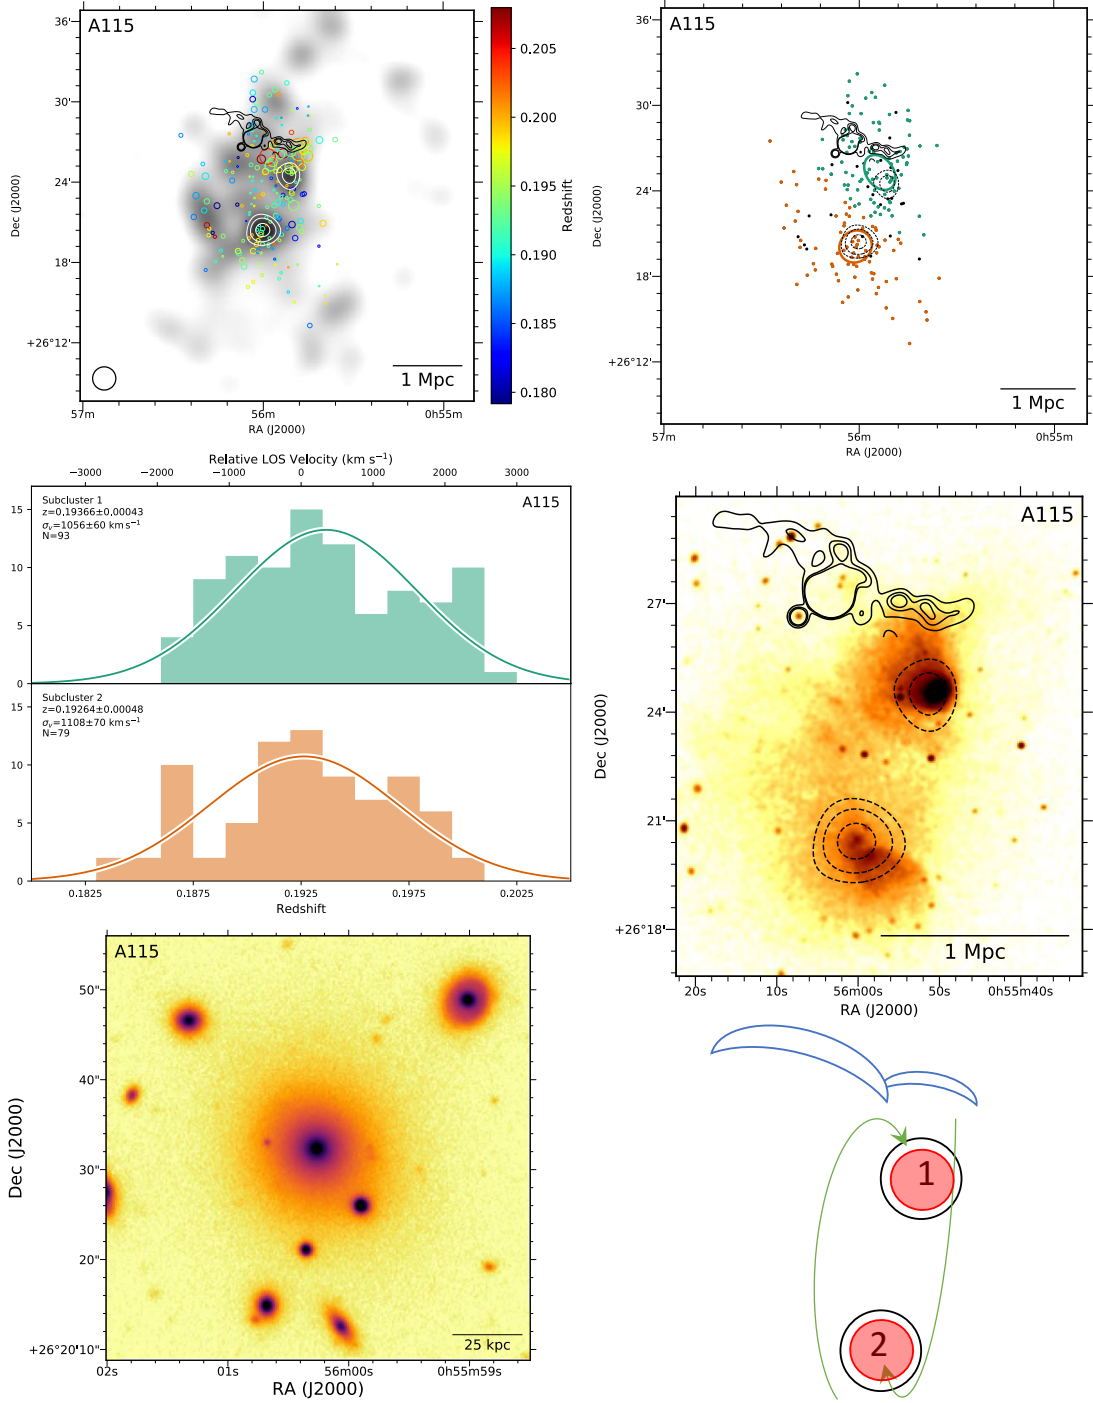 A115
36'
30'
24'
18'
+26°12'
Dec (J2000)
57m
56m
0h55m
RA (J2000)
1 Mpc
0.205
0.200
0.195
0.190
0.185
0.180
Redshift
A115
36'
30'
24'
18'
+26°12'
Dec (J2000)
57m
56m
0h55m
RA (J2000)
1 Mpc
Relative LOS Velocity (km s⁻¹)
−3000
−2000
−1000
0
1000
2000
3000
Subcluster 1
z=0.19366±0.00043
σᵥ=1056±60 km s⁻¹
N=93
A115
15
10
5
0
Subcluster 2
z=0.19264±0.00048
σᵥ=1108±70 km s⁻¹
N=79
15
10
5
0
0.1825
0.1875
0.1925
0.1975
0.2025
Redshift
A115
27'
24'
21'
+26°18'
Dec (J2000)
1 Mpc
20s
10s
56m00s
50s
0h55m40s
RA (J2000)
A115
50"
40"
30"
20"
+26°20'10"
Dec (J2000)
25 kpc
02s
01s
56m00s
0h55m59s
RA (J2000)
1
2